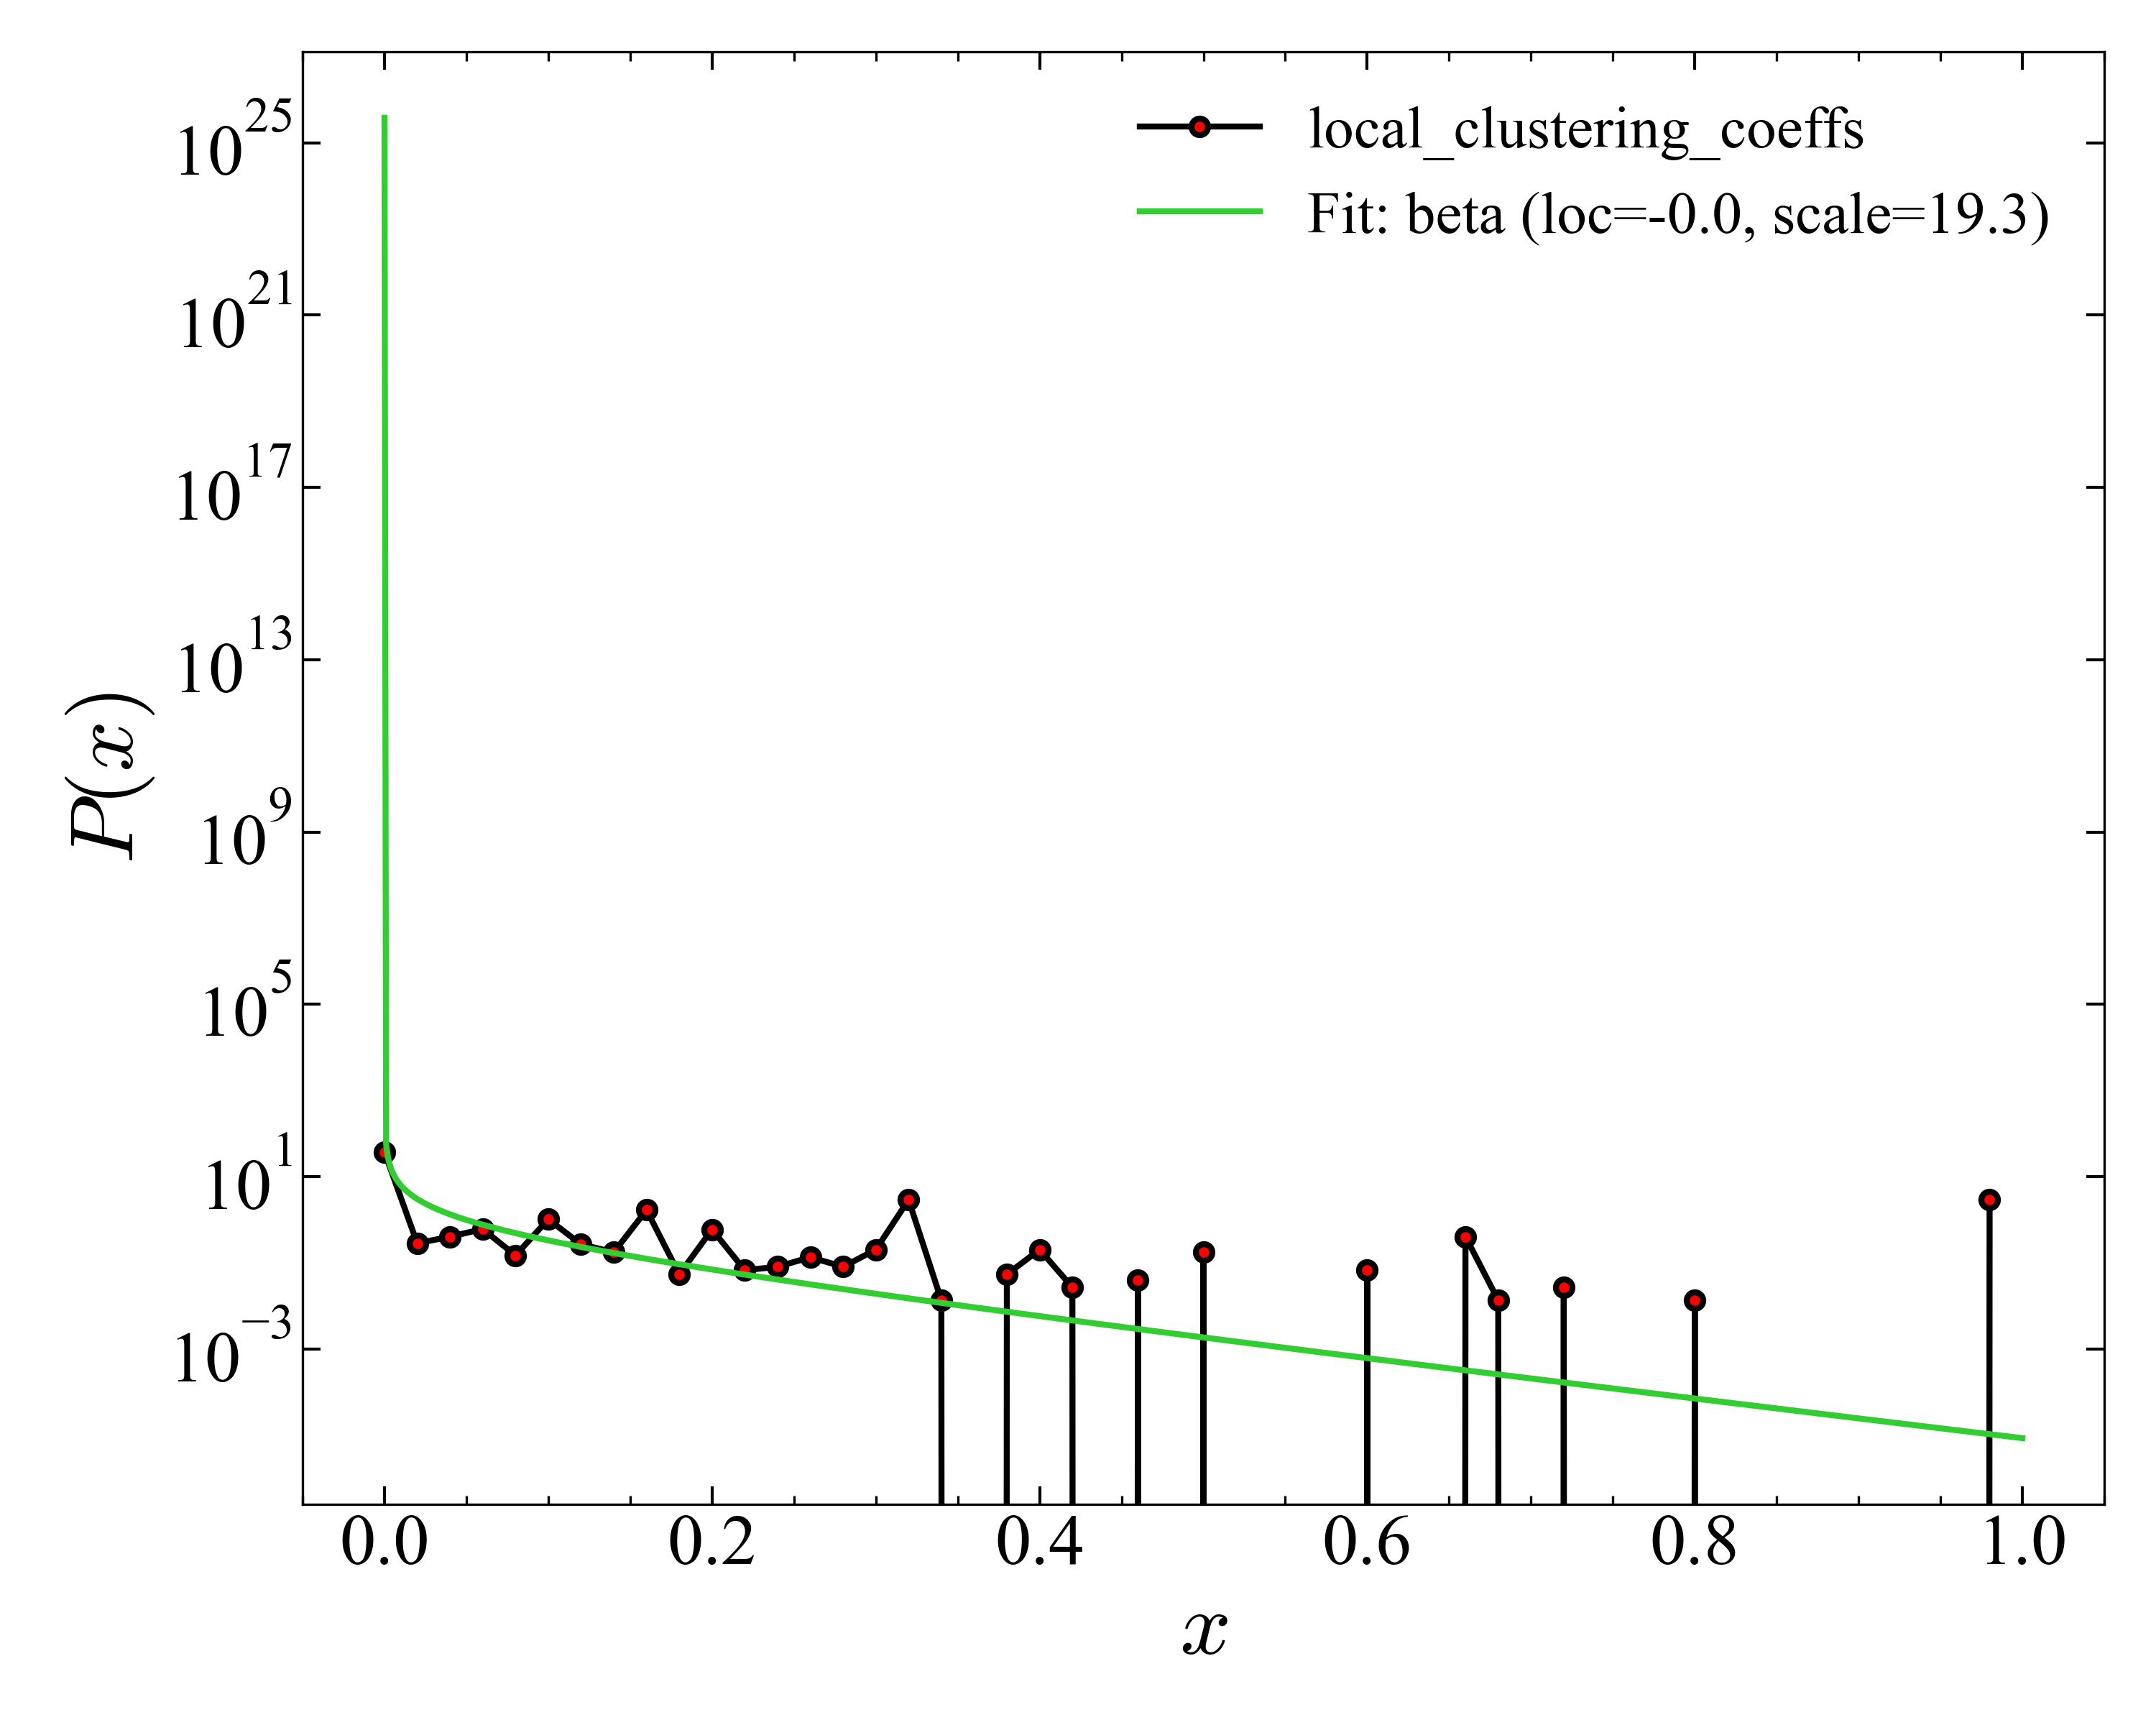 local_clustering_coeffs
Fit: beta (loc=-0.0, scale=19.3)
10^25
10^21
10^17
10^13
10^9
10^5
10^1
10^−3
P(x)
0.0 0.2 0.4 0.6 0.8 1.0
x